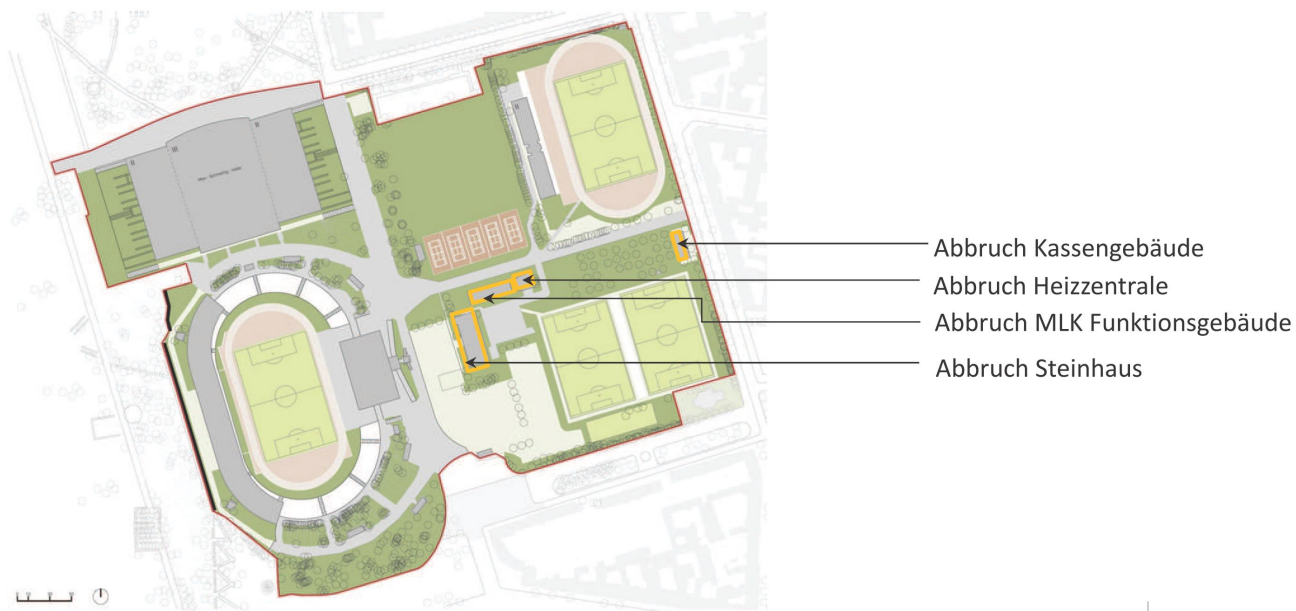 Abbruch Kassengebäude
Abbruch Heizzentrale
Abbruch MLK Funktionsgebäude
Abbruch Steinhaus